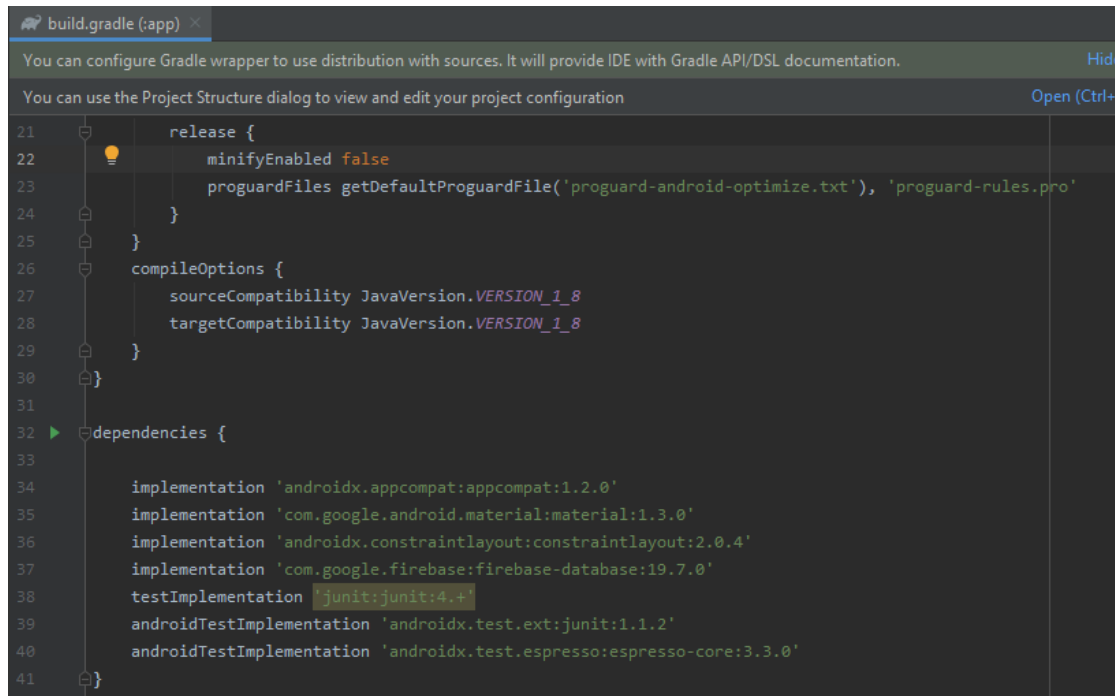 build.gradle (:app)
You can configure Gradle wrapper to use distribution with sources. It will provide IDE with Gradle API/DSL documentation. Hide
You can use the Project Structure dialog to view and edit your project configuration Open (Ctrl+
21 release {
22 minifyEnabled false
23 proguardFiles getDefaultProguardFile('proguard-android-optimize.txt'), 'proguard-rules.pro'
24 }
25 }
26 compileOptions {
27 sourceCompatibility JavaVersion.VERSION_1_8
28 targetCompatibility JavaVersion.VERSION_1_8
29 }
30 }
31
32 dependencies {
33
34 implementation 'androidx.appcompat:appcompat:1.2.0'
35 implementation 'com.google.android.material:material:1.3.0'
36 implementation 'androidx.constraintlayout:constraintlayout:2.0.4'
37 implementation 'com.google.firebase:firebase-database:19.7.0'
38 testImplementation 'junit:junit:4.+'
39 androidTestImplementation 'androidx.test.ext:junit:1.1.2'
40 androidTestImplementation 'androidx.test.espresso:espresso-core:3.3.0'
41 }